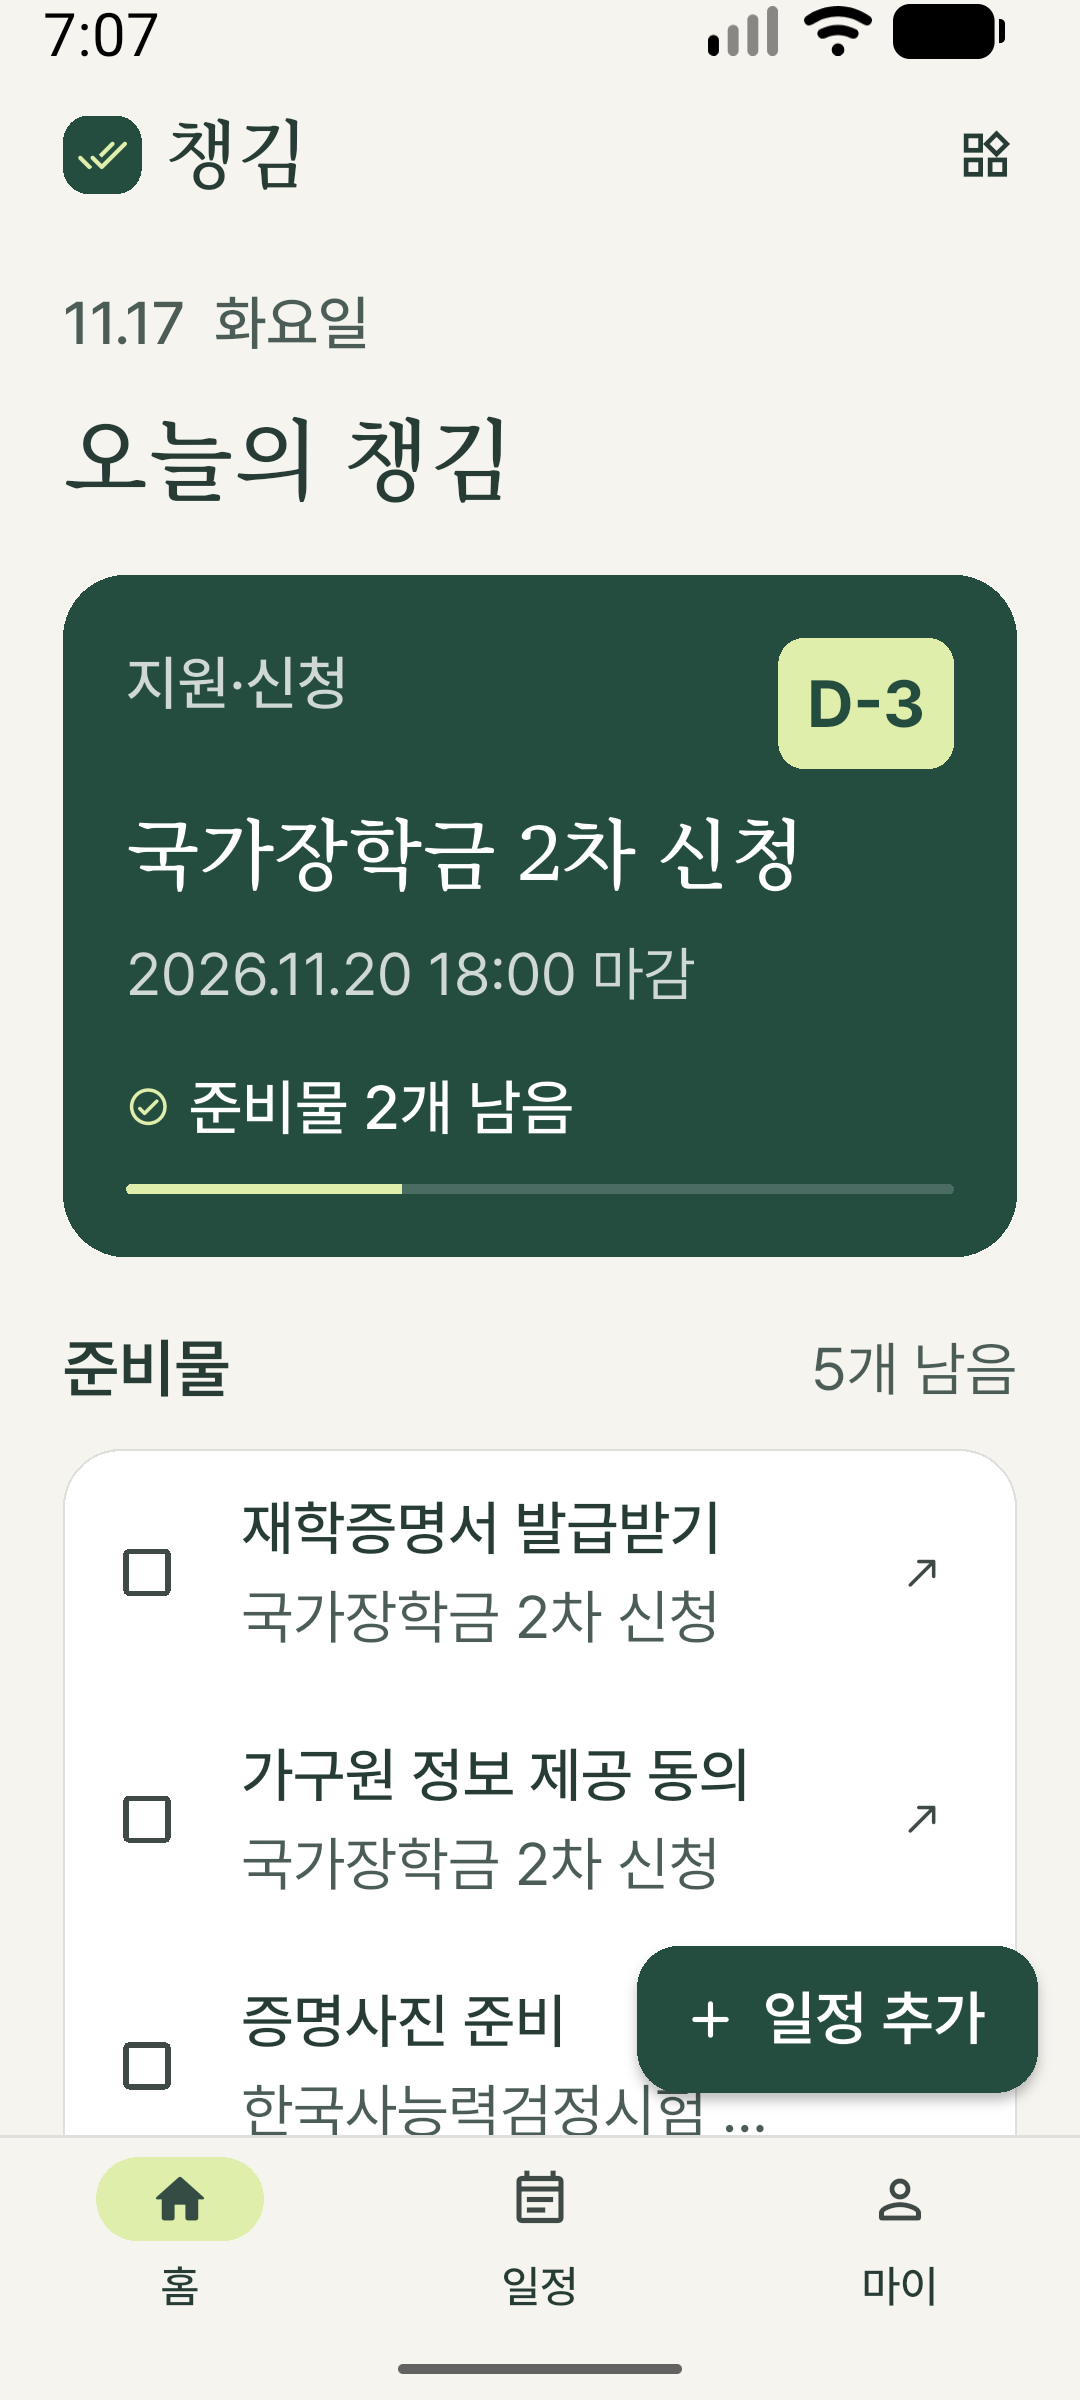 7:07
챙김
11.17 화요일
오늘의 챙김
지원·신청
D-3
국가장학금 2차 신청
2026.11.20 18:00 마감
준비물 2개 남음
준비물
5개 남음
재학증명서 발급받기
국가장학금 2차 신청
가구원 정보 제공 동의
국가장학금 2차 신청
증명사진 준비
한국사능력검정시험 ...
일정 추가
홈
일정
마이